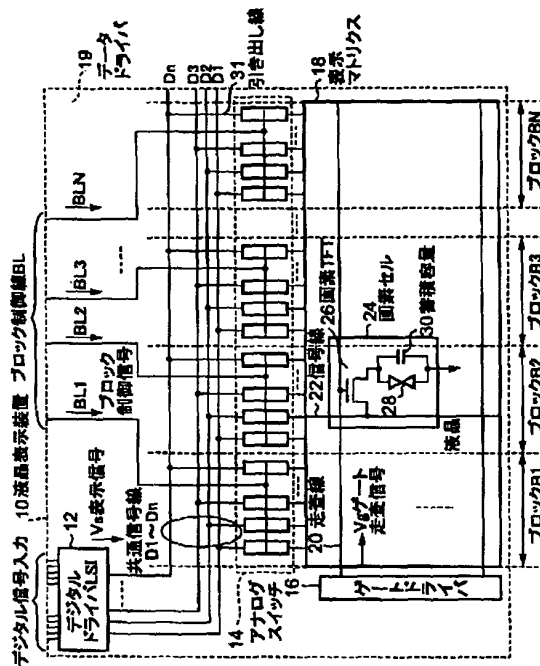 デジタル信号入力
10 液晶表示装置
ブロック制御線BL
19
データ
ドライバ
12
デジタル
ドライバLSI
Vs表示信号
BL1
BL2
BL3
BLN
ブロック
制御信号
共通信号線
D1~Dn
Dn
D3
D2
D1
31
引き出し線
14
アナログ
スイッチ
16
ゲートドライバ
20 走査線
Vgゲート
走査信号
22信号線
26画素TFT
24
画素セル
30蓄積容量
28
液晶
18
表示
マトリクス
ブロックB1
ブロックB2
ブロックB3
ブロックBN